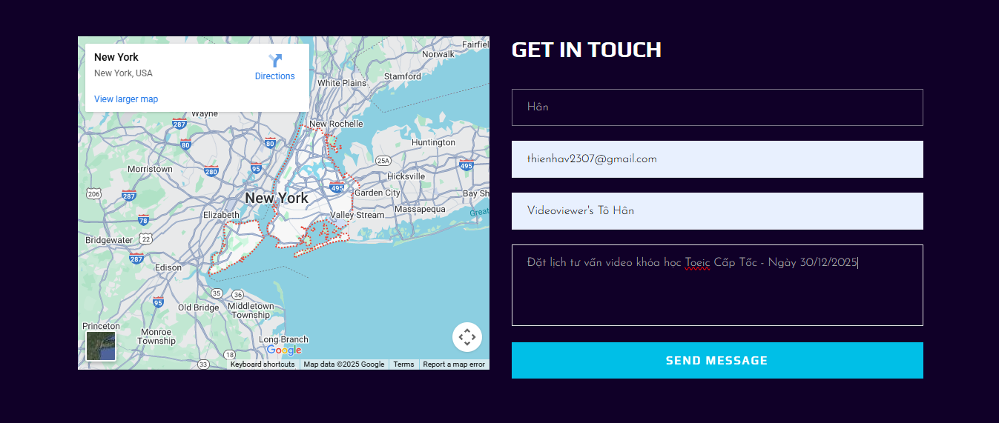 New York
New York, USA
Directions
View larger map
Fairfiel
Norwalk
Stamford
White Plains
Wayne
287
New Rochelle
80
80
Huntington
25A
495
Morristown
280
95
Hicksville
495
206
287
New York
Garden City
Bay Sh
Massapequa
Great
Elizabeth
Valley Stream
78
Bridgewater
22
287
Edison
35
36
95
Old Bridge
Middletown
Township
Princeton
Monroe
Township
Long Branch
Google
18
33
Keyboard shortcuts
Map data ©2025 Google
Terms
Report a map error
GET IN TOUCH
Hân
thienhav2307@gmail.com
Videoviewer's Tô Hân
Đặt lịch tư vấn video khóa học Toeic Cấp Tốc - Ngày 30/12/2025
SEND MESSAGE